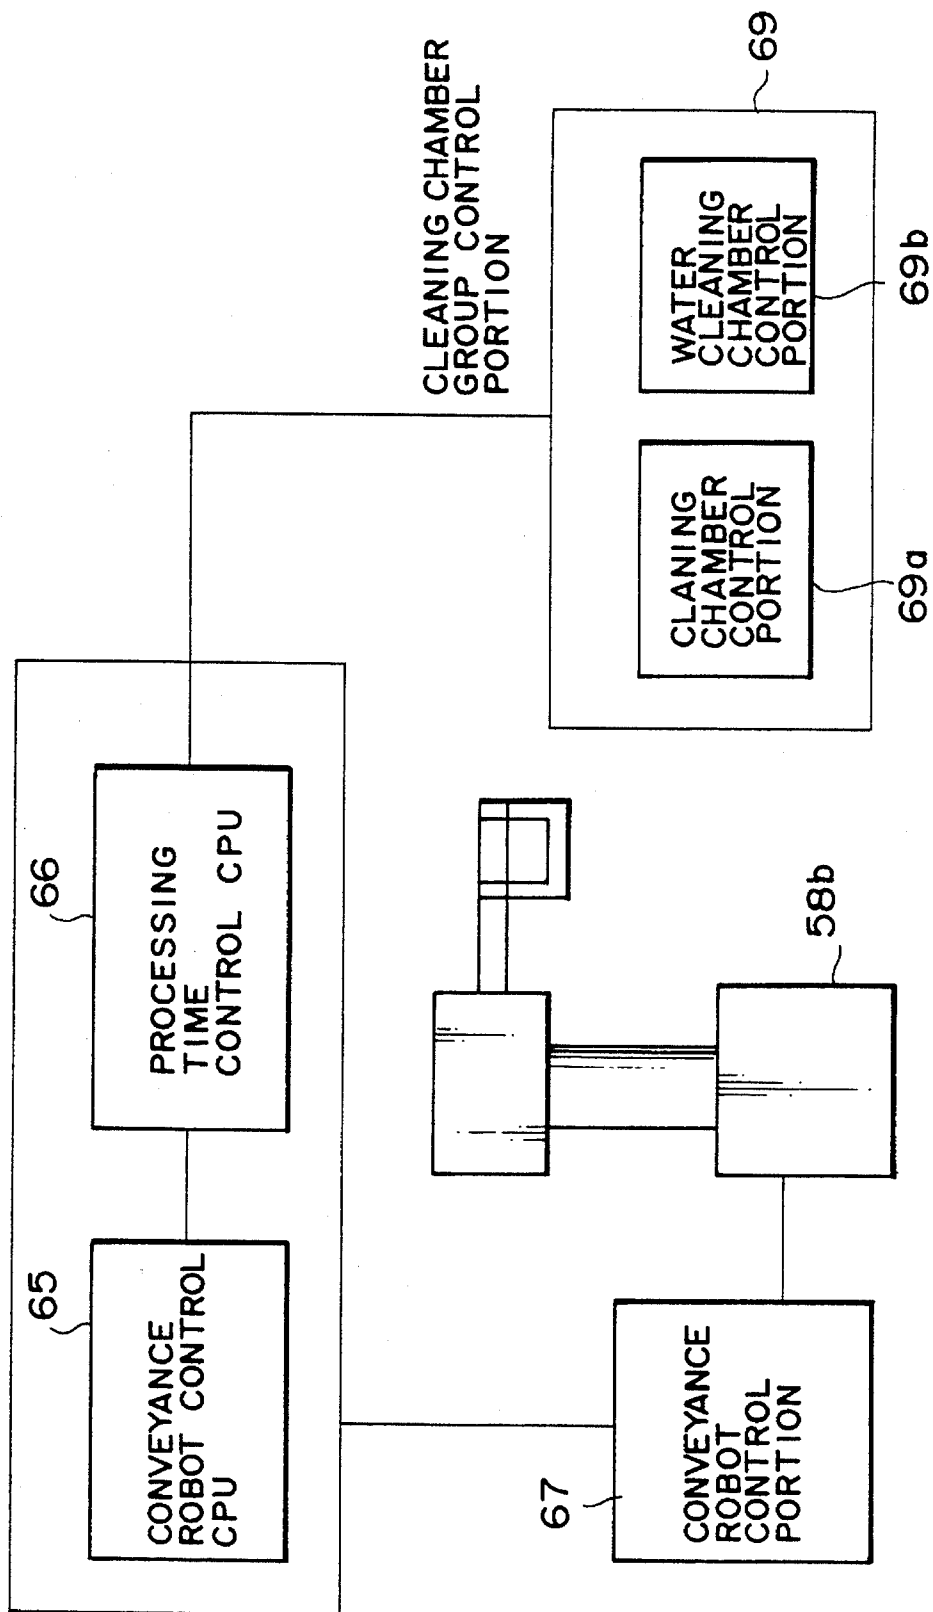 65
CONVEYANCE
ROBOT CONTROL
CPU
66
PROCESSING
TIME
CONTROL CPU
CLEANING CHAMBER
GROUP CONTROL
PORTION
67
CONVEYANCE
ROBOT
CONTROL
PORTION
58b
69
CLANING
CHAMBER
CONTROL
PORTION
69a
WATER
CLEANING
CHAMBER
CONTROL
PORTION
69b